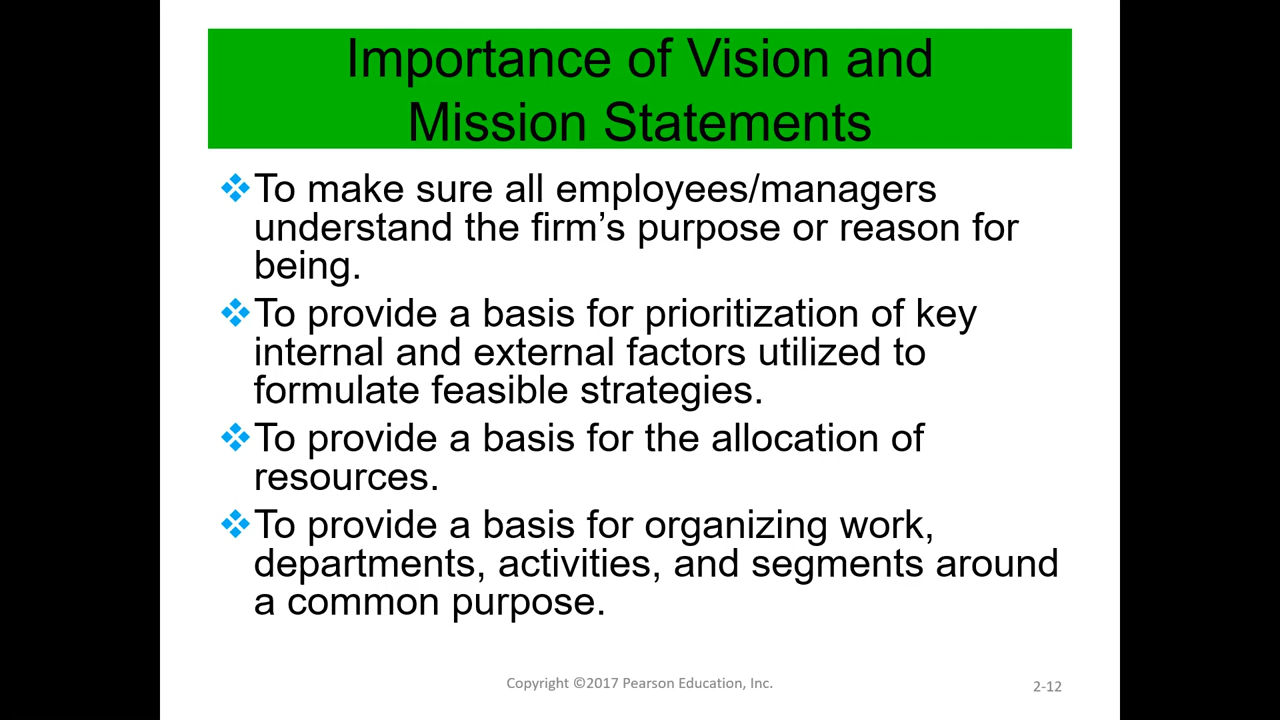 Importance of Vision and
Mission Statements
To make sure all employees/managers
understand the firm’s purpose or reason for
being.
To provide a basis for prioritization of key
internal and external factors utilized to
formulate feasible strategies.
To provide a basis for the allocation of
resources.
To provide a basis for organizing work,
departments, activities, and segments around
a common purpose.
Copyright ©2017 Pearson Education, Inc.
2-12